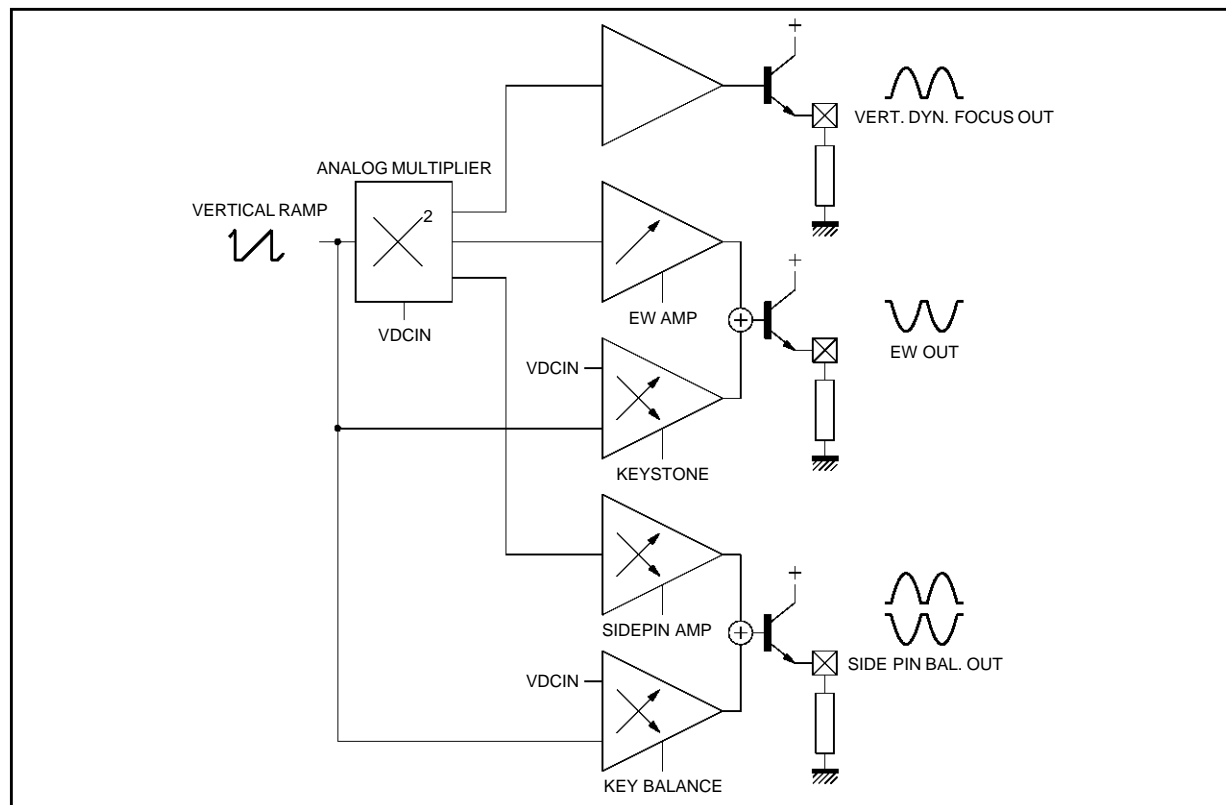 VERT. DYN. FOCUS OUT
ANALOG MULTIPLIER
2
VERTICAL RAMP
VDCIN
EW AMP
EW OUT
VDCIN
KEYSTONE
SIDEPIN AMP
SIDE PIN BAL. OUT
VDCIN
KEY BALANCE